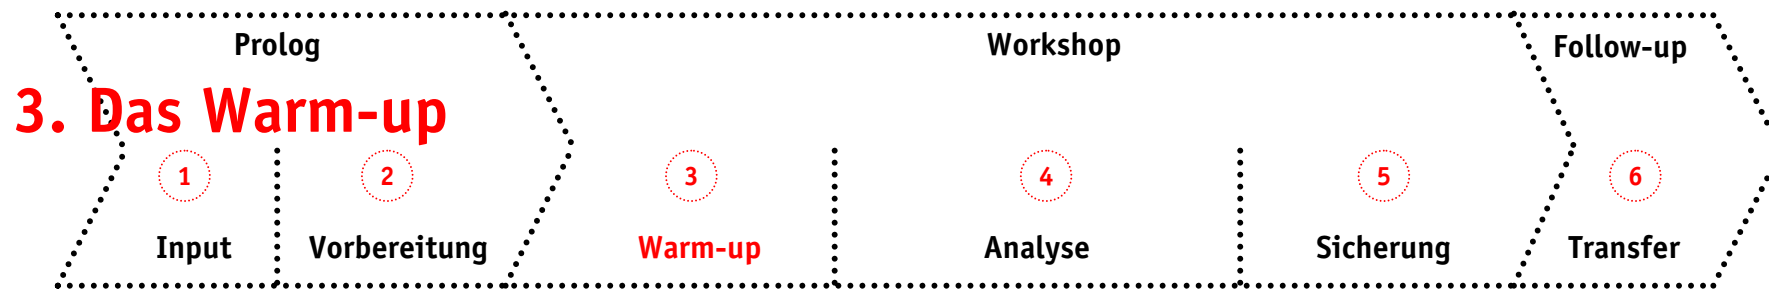 Prolog
Workshop
Follow-up
3. Das Warm-up
1
2
3
4
5
6
Input
Vorbereitung
Warm-up
Analyse
Sicherung
Transfer